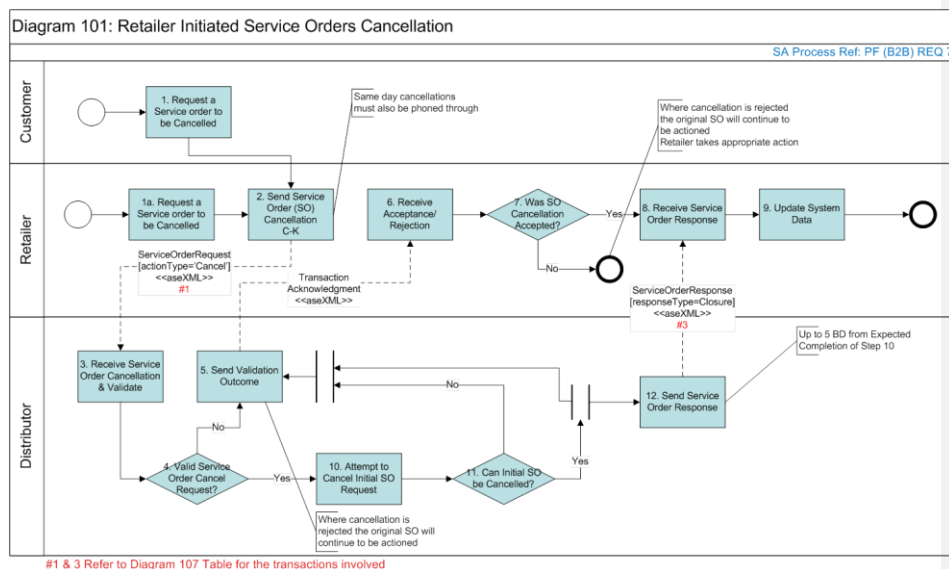 Diagram 101: Retailer Initiated Service Orders Cancellation
SA Process Ref: PF (B2B) REQ 7
Customer
1. Request a
Service order to
be Cancelled
Same day cancellations
must also be phoned through
Where cancellation is rejected
the original SO will continue to
be actioned
Retailer takes appropriate action
Retailer
1a. Request a
Service order to
be Cancelled
2. Send Service
Order (SO)
Cancellation
C-K
6. Receive
Acceptance/
Rejection
7. Was SO
Cancellation
Accepted?
Yes
No
8. Receive Service
Order Response
9. Update System
Data
ServiceOrderRequest
[actionType='Cancel']
<<aseXML>>
#1
Transaction
Acknowledgment
<<aseXML>>
ServiceOrderResponse
[responseType=Closure]
<<aseXML>>
#3
Distributor
3. Receive Service
Order Cancellation
& Validate
5. Send Validation
Outcome
No
4. Valid Service
Order Cancel
Request?
Yes
10. Attempt to
Cancel Initial SO
Request
11. Can Initial SO
be Cancelled?
No
Yes
12. Send Service
Order Response
Up to 5 BD from Expected
Completion of Step 10
Where cancellation is
rejected the original SO will
continue to be actioned
#1 & 3 Refer to Diagram 107 Table for the transactions involved